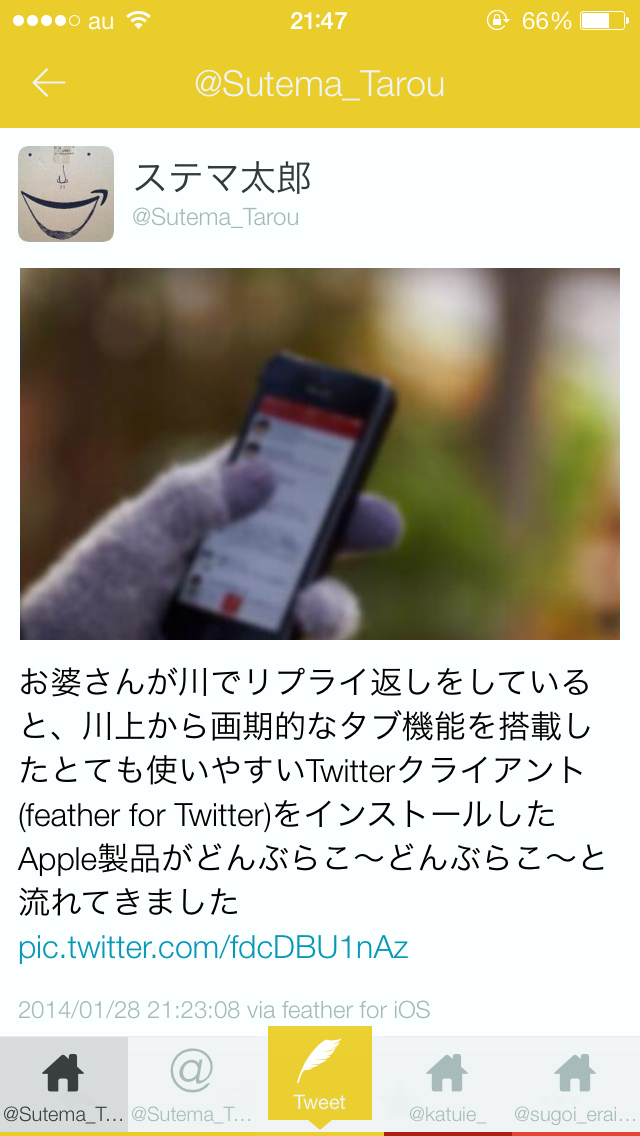 au 21:47 66%
@Sutema_Tarou
ステマ太郎
@Sutema_Tarou
お婆さんが川でリプライ返しをしている
と、川上から画期的なタブ機能を搭載し
たとても使いやすいTwitterクライアント
(feather for Twitter)をインストールした
Apple製品がどんぶらこ〜どんぶらこ〜と
流れてきました
pic.twitter.com/fdcDBU1nAz
2014/01/28 21:23:08 via feather for iOS
@Sutema_T... @Sutema_T... Tweet @katuie_ @sugoi_erai...